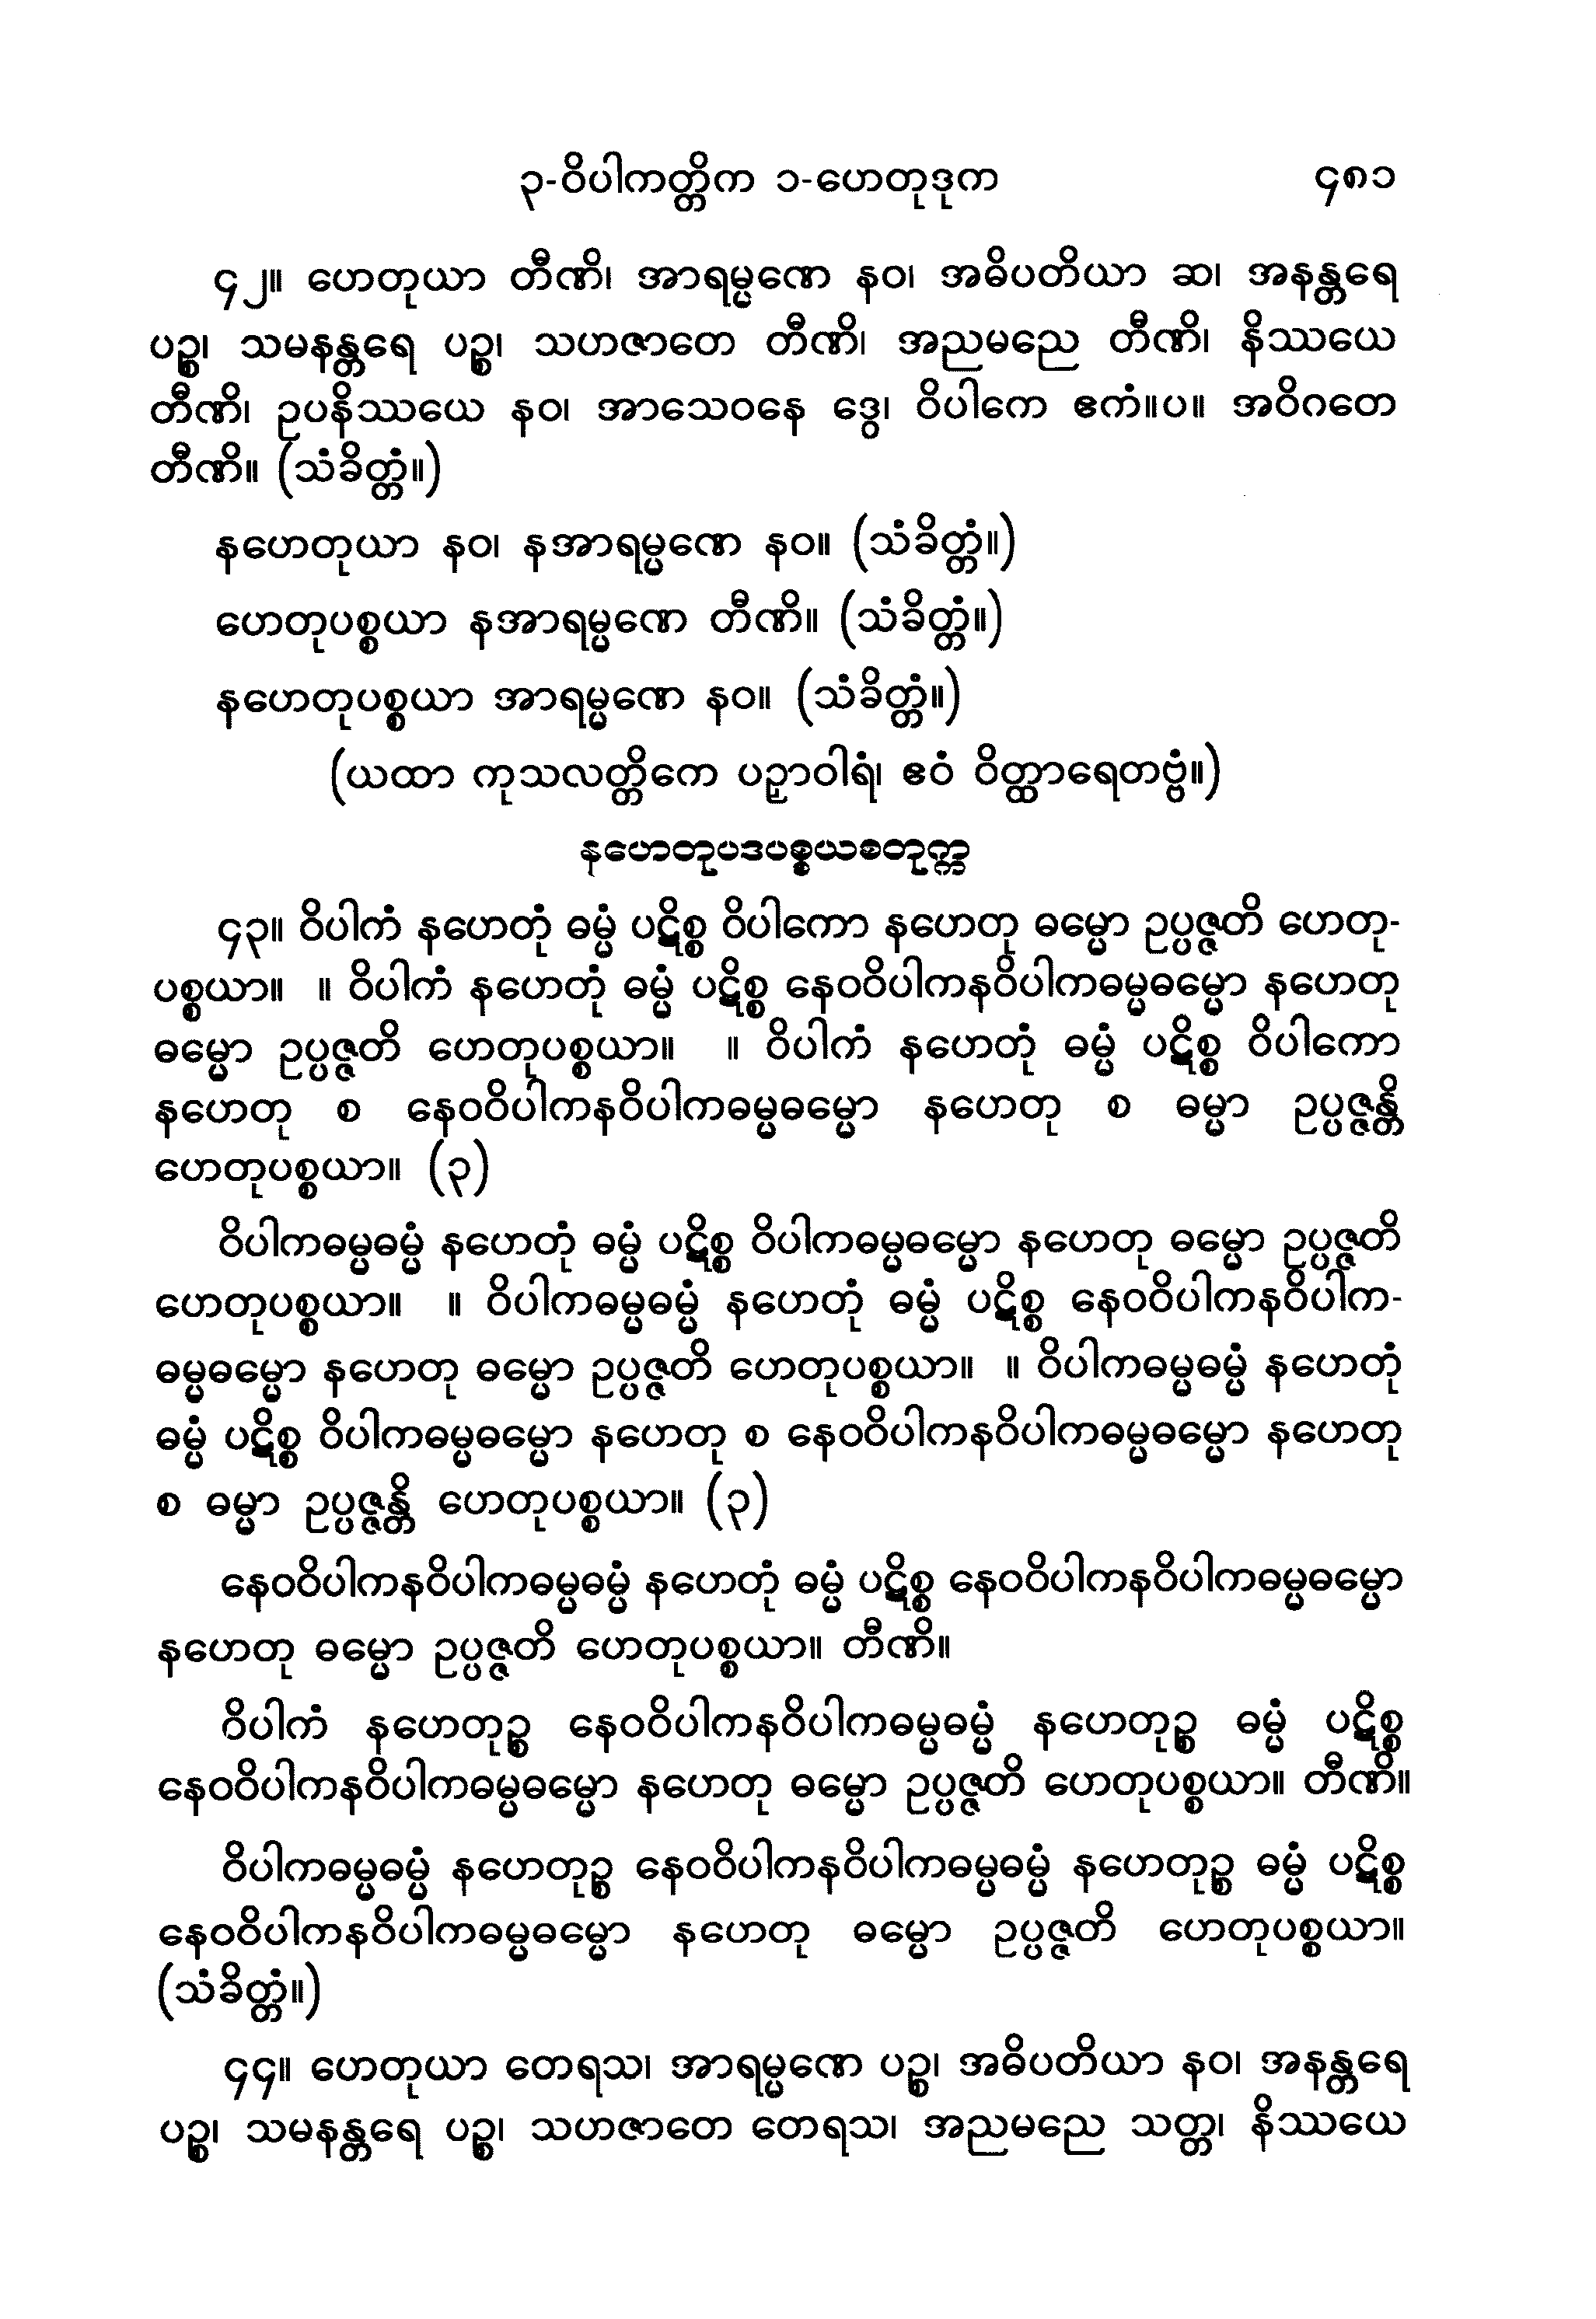 ၃-ဝိပါကတ္တိက ၁-ဟေတုဒုက ၄၈၁
၄၂။ ဟေတုယာ တီဏိ၊ အာရမ္မဏေ နဝ၊ အဓိပတိယာ ဆ၊ အနန္တရေ
ပဉ္စ၊ သမနန္တရေ ပဉ္စ၊ သဟဇာတေ တီဏိ၊ အညမညေ တီဏိ၊ နိဿယေ
တီဏိ၊ ဥပနိဿယေ နဝ၊ အာသေဝနေ ဒွေ၊ ဝိပါကေ ဧကံ။ပ။ အဝိဂတေ
တီဏိ။ (သံခိတ္တံ။)
နဟေတုယာ နဝ၊ နအာရမ္မဏေ နဝ။ (သံခိတ္တံ။)
ဟေတုပစ္စယာ နအာရမ္မဏေ တီဏိ။ (သံခိတ္တံ။)
နဟေတုပစ္စယာ အာရမ္မဏေ နဝ။ (သံခိတ္တံ။)
(ယထာ ကုသလတ္တိကေ ပဉှာဝါရံ၊ ဧဝံ ဝိတ္ထာရေတဗ္ဗံ။)
နဟေတုပဒပစ္စယစတုက္က
၄၃။ ဝိပါကံ နဟေတုံ ဓမ္မံ ပဋိစ္စ ဝိပါကော နဟေတု ဓမ္မော ဥပ္ပဇ္ဇတိ ဟေတု-
ပစ္စယာ။ ။ ဝိပါကံ နဟေတုံ ဓမ္မံ ပဋိစ္စ နေဝဝိပါကနဝိပါကဓမ္မဓမ္မော နဟေတု
ဓမ္မော ဥပ္ပဇ္ဇတိ ဟေတုပစ္စယာ။ ။ ဝိပါကံ နဟေတုံ ဓမ္မံ ပဋိစ္စ ဝိပါကော
နဟေတု စ နေဝဝိပါကနဝိပါကဓမ္မဓမ္မော နဟေတု စ ဓမ္မာ ဥပ္ပဇ္ဇန္တိ
ဟေတုပစ္စယာ။ (၃)
ဝိပါကဓမ္မဓမ္မံ နဟေတုံ ဓမ္မံ ပဋိစ္စ ဝိပါကဓမ္မဓမ္မော နဟေတု ဓမ္မော ဥပ္ပဇ္ဇတိ
ဟေတုပစ္စယာ။ ။ ဝိပါကဓမ္မဓမ္မံ နဟေတုံ ဓမ္မံ ပဋိစ္စ နေဝဝိပါကနဝိပါက-
ဓမ္မဓမ္မော နဟေတု ဓမ္မော ဥပ္ပဇ္ဇတိ ဟေတုပစ္စယာ။ ။ ဝိပါကဓမ္မဓမ္မံ နဟေတုံ
ဓမ္မံ ပဋိစ္စ ဝိပါကဓမ္မဓမ္မော နဟေတု စ နေဝဝိပါကနဝိပါကဓမ္မဓမ္မော နဟေတု
စ ဓမ္မာ ဥပ္ပဇ္ဇန္တိ ဟေတုပစ္စယာ။ (၃)
နေဝဝိပါကနဝိပါကဓမ္မဓမ္မံ နဟေတုံ ဓမ္မံ ပဋိစ္စ နေဝဝိပါကနဝိပါကဓမ္မဓမ္မော
နဟေတု ဓမ္မော ဥပ္ပဇ္ဇတိ ဟေတုပစ္စယာ။ တီဏိ။
ဝိပါကံ နဟေတုဉ္စ နေဝဝိပါကနဝိပါကဓမ္မဓမ္မံ နဟေတုဉ္စ ဓမ္မံ ပဋိစ္စ
နေဝဝိပါကနဝိပါကဓမ္မဓမ္မော နဟေတု ဓမ္မော ဥပ္ပဇ္ဇတိ ဟေတုပစ္စယာ။ တီဏိ။
ဝိပါကဓမ္မဓမ္မံ နဟေတုဉ္စ နေဝဝိပါကနဝိပါကဓမ္မဓမ္မံ နဟေတုဉ္စ ဓမ္မံ ပဋိစ္စ
နေဝဝိပါကနဝိပါကဓမ္မဓမ္မော နဟေတု ဓမ္မော ဥပ္ပဇ္ဇတိ ဟေတုပစ္စယာ။
(သံခိတ္တံ။)
၄၄။ ဟေတုယာ တေရသ၊ အာရမ္မဏေ ပဉ္စ၊ အဓိပတိယာ နဝ၊ အနန္တရေ
ပဉ္စ၊ သမနန္တရေ ပဉ္စ၊ သဟဇာတေ တေရသ၊ အညမညေ သတ္တ၊ နိဿယေ